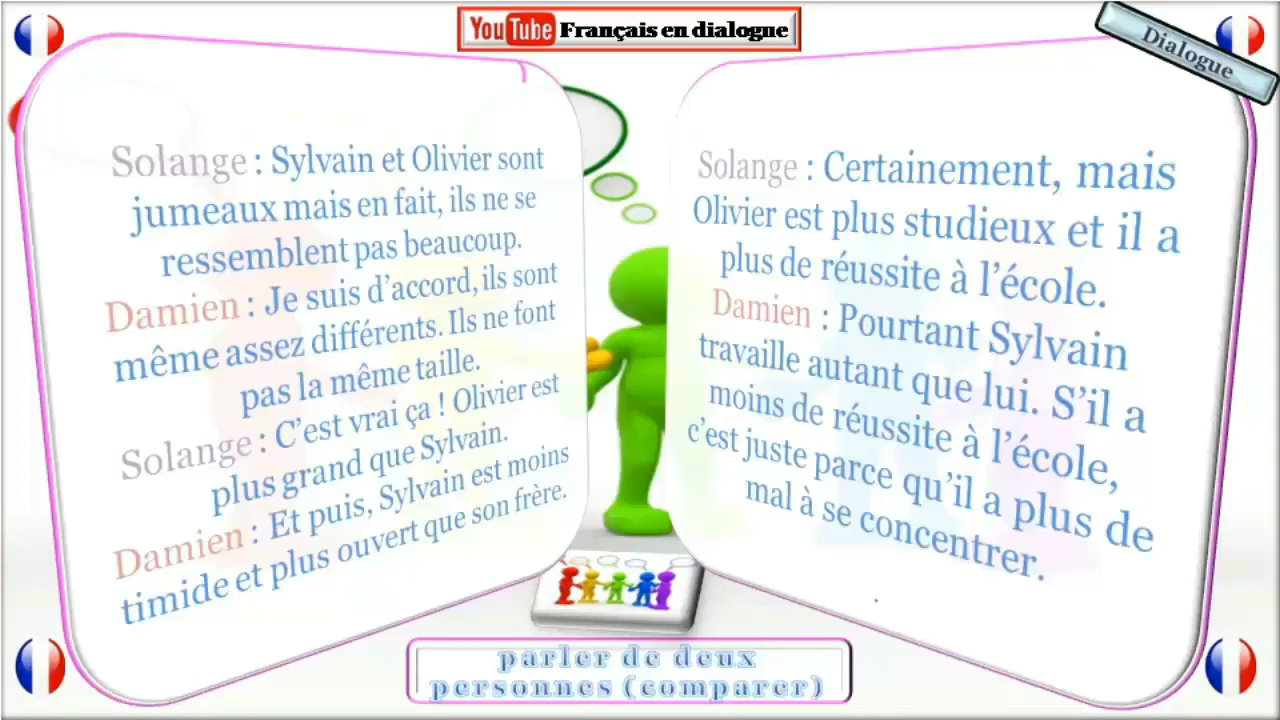 YouTube Français en dialogue
Dialogue
Solange : Sylvain et Olivier sont
jumeaux mais en fait, ils ne se
ressemblent pas beaucoup.
Damien : Je suis d'accord, ils sont
même assez différents. Ils ne font
pas la même taille.
Solange : C'est vrai ça ! Olivier est
plus grand que Sylvain.
Damien : Et puis, Sylvain est moins
timide et plus ouvert que son frère.
Solange : Certainement, mais
Olivier est plus studieux et il a
plus de réussite à l'école.
Damien : Pourtant Sylvain
travaille autant que lui. S'il a
moins de réussite à l'école,
c'est juste parce qu'il a plus de
mal à se concentrer.
parler de deux
personnes (comparer)